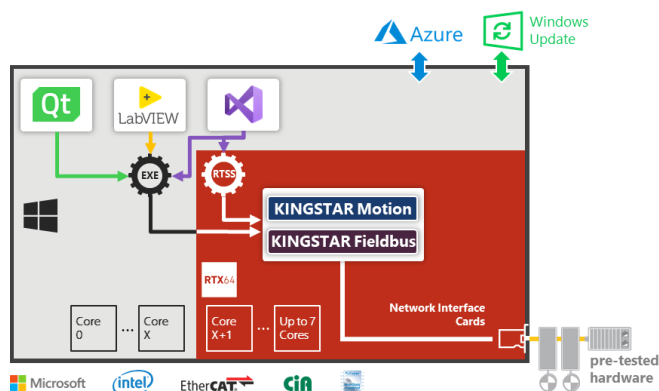 Azure
Windows
Update
Qt
LabVIEW
EXE
RTSS
KINGSTAR Motion
KINGSTAR Fieldbus
RTX64
Core
0
...
Core
X
Core
X+1
...
Up to 7
Cores
Network Interface
Cards
pre-tested
hardware
Microsoft
(intel)
EtherCAT
CiA